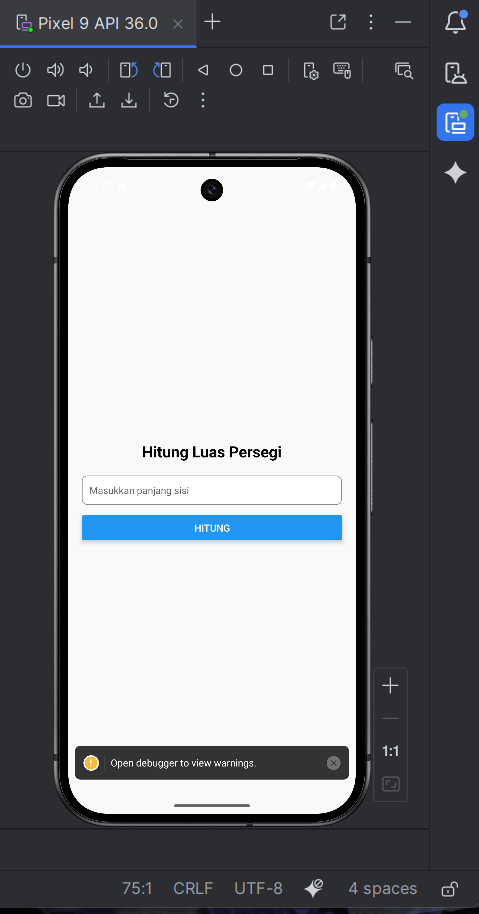 Pixel 9 API 36.0
Hitung Luas Persegi
Masukkan panjang sisi
HITUNG
Open debugger to view warnings.
1:1
75:1 CRLF UTF-8 4 spaces